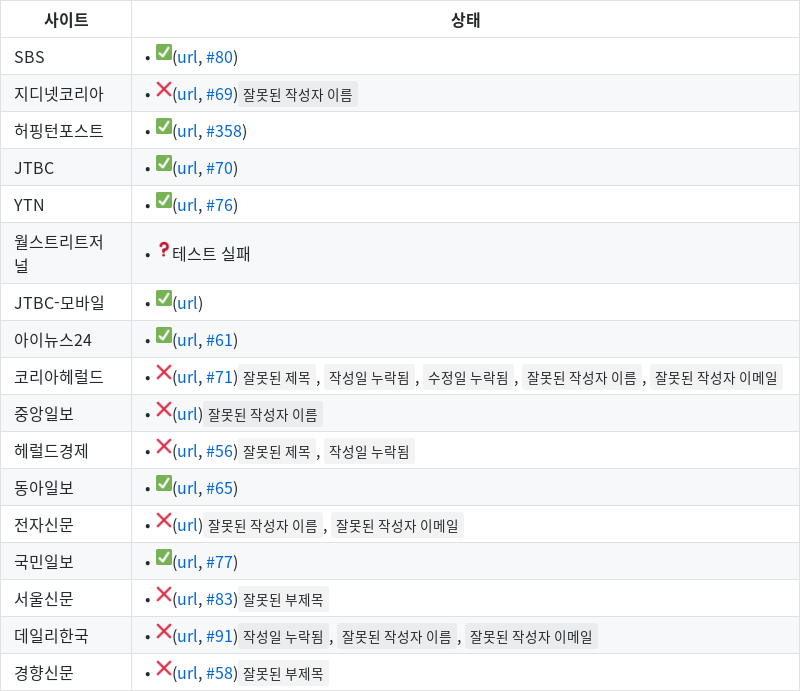 사이트 상태
SBS • ✅(url, #80)
지디넷코리아 • ❌(url, #69) 잘못된 작성자 이름
허핑턴포스트 • ✅(url, #358)
JTBC • ✅(url, #70)
YTN • ✅(url, #76)
월스트리트저
널 • ❓테스트 실패
JTBC-모바일 • ✅(url)
아이뉴스24 • ✅(url, #61)
코리아헤럴드 • ❌(url, #71) 잘못된 제목 , 작성일 누락됨 , 수정일 누락됨 , 잘못된 작성자 이름 , 잘못된 작성자 이메일
중앙일보 • ❌(url) 잘못된 작성자 이름
헤럴드경제 • ❌(url, #56) 잘못된 제목 , 작성일 누락됨
동아일보 • ✅(url, #65)
전자신문 • ❌(url) 잘못된 작성자 이름 , 잘못된 작성자 이메일
국민일보 • ✅(url, #77)
서울신문 • ❌(url, #83) 잘못된 부제목
데일리한국 • ❌(url, #91) 작성일 누락됨 , 잘못된 작성자 이름 , 잘못된 작성자 이메일
경향신문 • ❌(url, #58) 잘못된 부제목